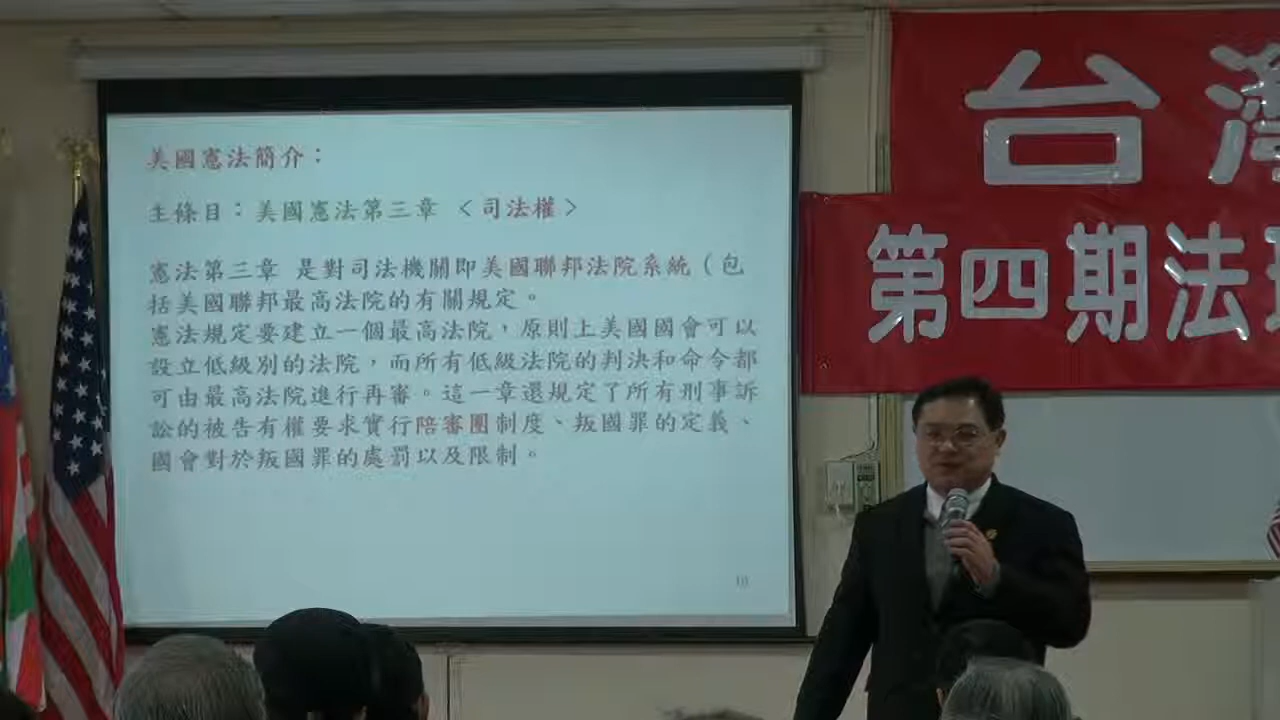 美國憲法簡介：
主條目：美國憲法第三章 <司法權>
憲法第三章 是對司法機關即美國聯邦法院系統（包
括美國聯邦最高法院的有關規定。
憲法規定要建立一個最高法院，原則上美國國會可以
設立低級別的法院，而所有低級法院的判決和命令都
可由最高法院進行再審。這一章還規定了所有刑事訴
訟的被告有權要求實行陪審團制度、叛國罪的定義、
國會對於叛國罪的處罰以及限制。
10
台灣
第四期法理